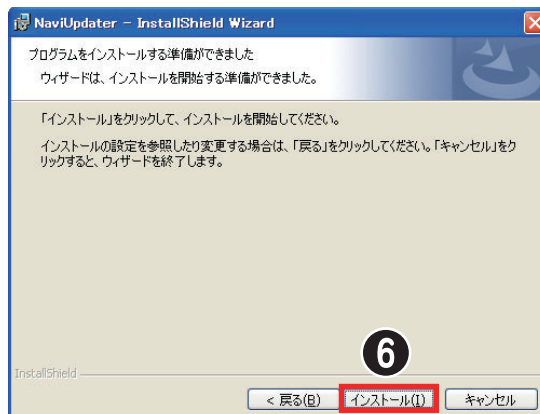 NaviUpdater - InstallShield Wizard
プログラムをインストールする準備ができました
ウィザードは、インストールを開始する準備ができました。
「インストール」をクリックして、インストールを開始してください。
インストールの設定を参照したり変更する場合は、「戻る」をクリックしてください。「キャンセル」をク
リックすると、ウィザードを終了します。
6
InstallShield
< 戻る(B) インストール(I) キャンセル